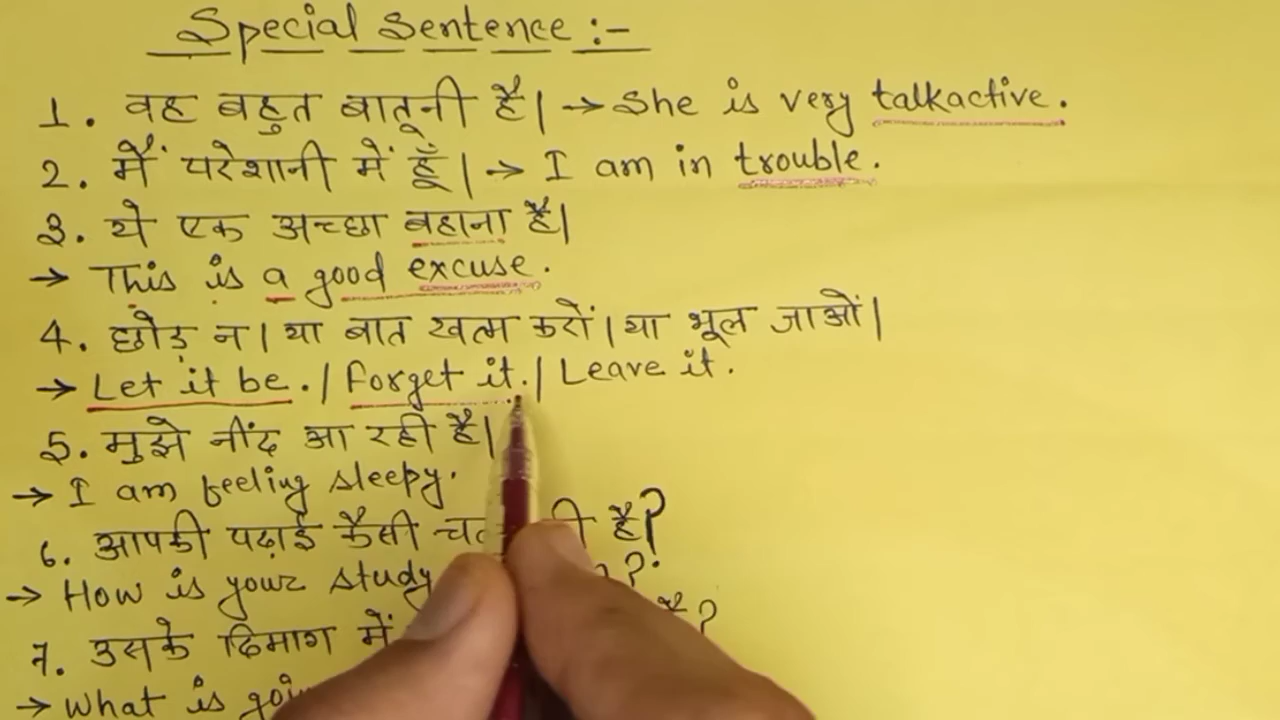 Special Sentence :-
1. वह बहुत बातूनी है। → She is very talkactive.
2. मैं परेशानी में हूँ। → I am in trouble.
3. ये एक अच्छा बहाना है।
→ This is a good excuse.
4. छोड़ न। या बात खत्म करों। या भूल जाओं।
→ Let it be. / Forget it. / Leave it.
5. मुझे नींद आ रही है।
→ I am feeling sleepy.
6. आपकी पढ़ाई कैसी है?
→ How is your study ?
7. उसके दिमाग में है?
→ What is